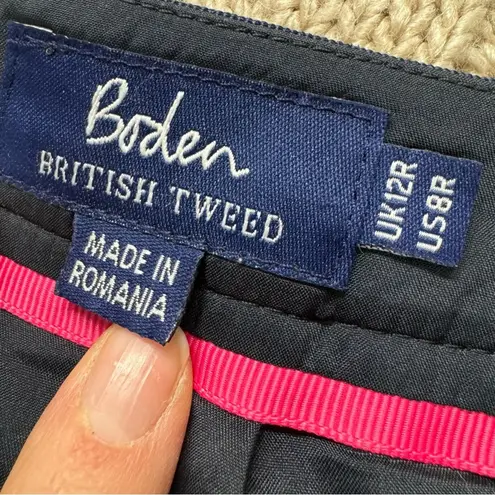 Boden
BRITISH TWEED
UK12R
US8R
MADE IN
ROMANIA